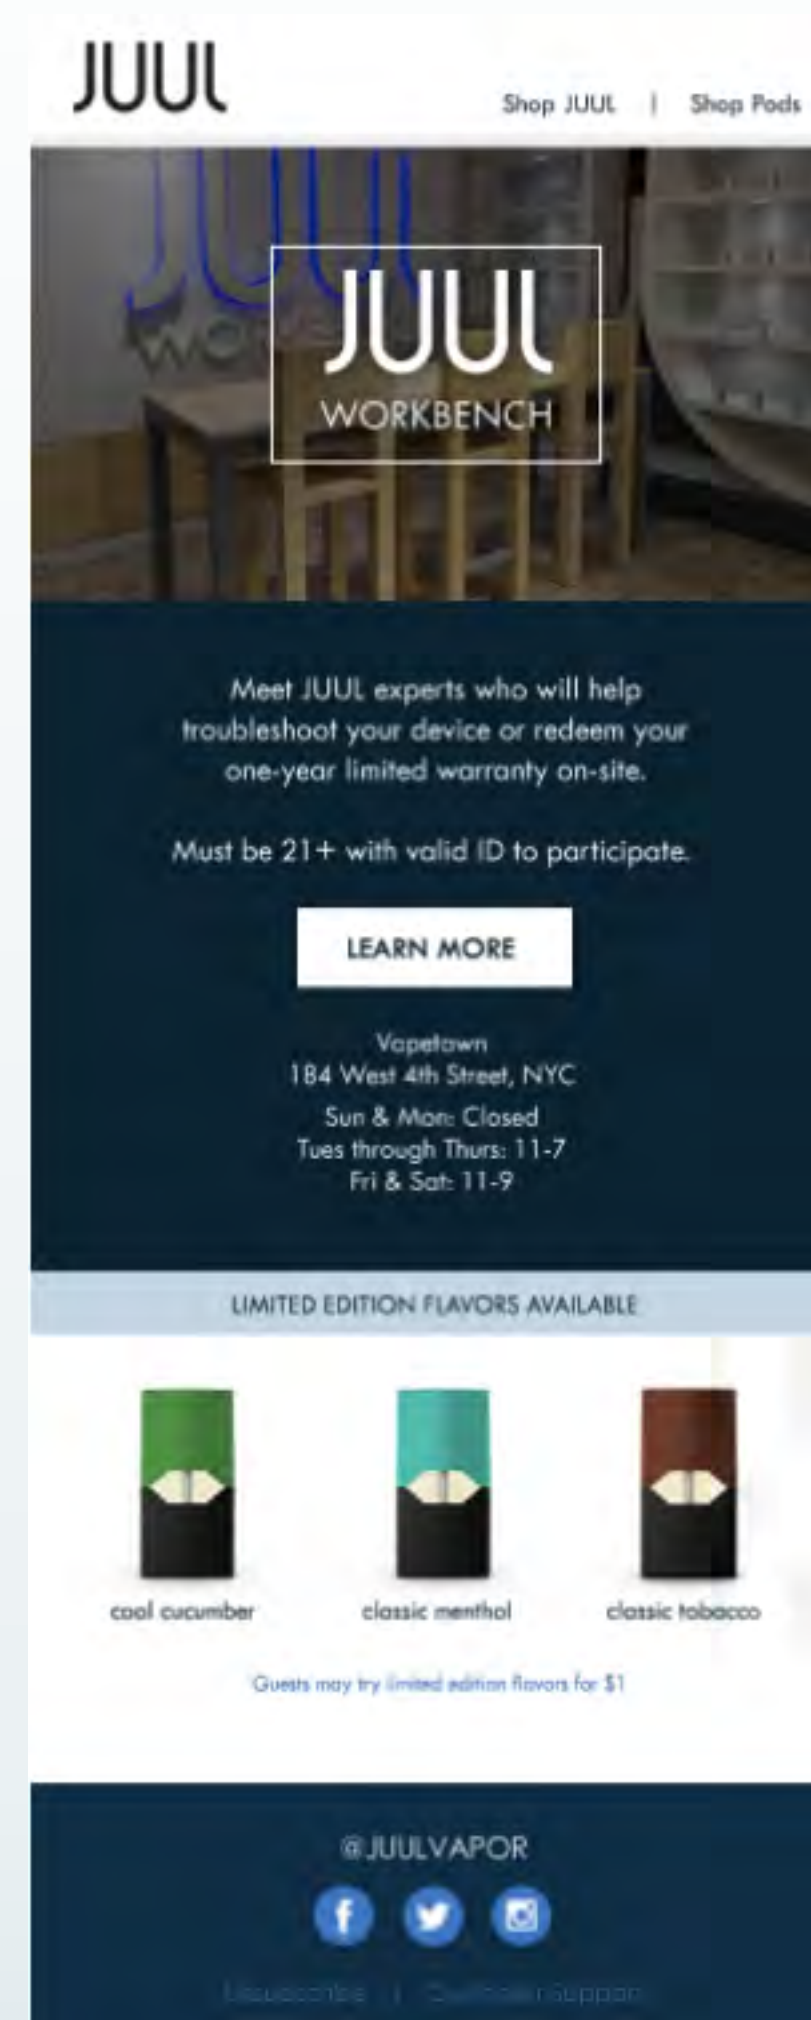 JUUL
Shop JUUL | Shop Pods
JUUL
WORKBENCH
Meet JUUL experts who will help
troubleshoot your device or redeem your
one-year limited warranty on-site.
Must be 21+ with valid ID to participate.
LEARN MORE
Vapetown
184 West 4th Street, NYC
Sun & Mon: Closed
Tues through Thurs: 11-7
Fri & Sat: 11-9
LIMITED EDITION FLAVORS AVAILABLE
cool cucumber
classic menthol
classic tobacco
Guests may try limited edition flavors for $1
@JUULVAPOR
Unsubscribe | Customer Support